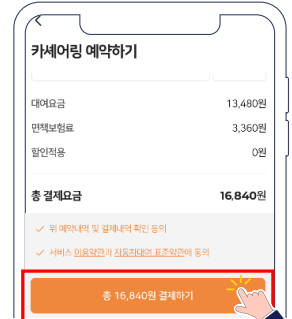 카셰어링 예약하기
대여요금 13,480원
면책보험료 3,360원
할인적용 0원
총 결제요금 16,840원
위 예약내역 및 결제내역 확인 동의
서비스 이용약관과 자동차대여 표준약관에 동의
총 16,840원 결제하기